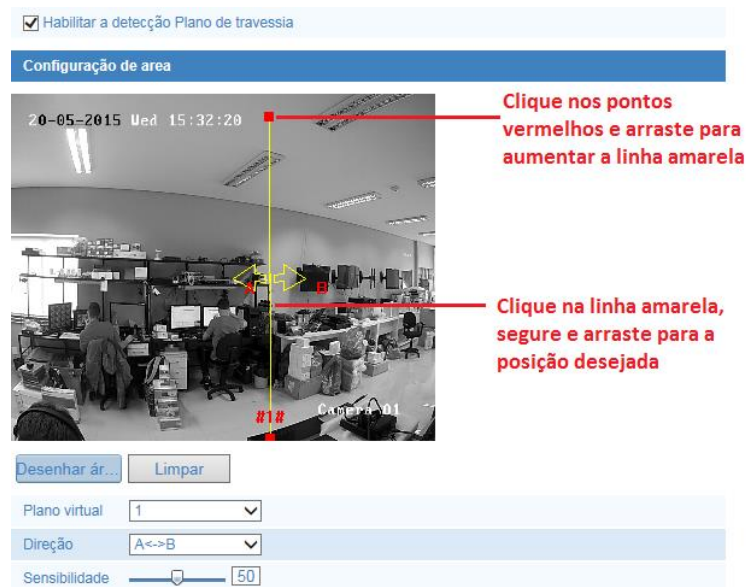 Habilitar a detecção Plano de travessia
Configuração de area
20-05-2015 Wed 15:32:20
A
B
#1#
Camera 01
Clique nos pontos
vermelhos e arraste para
aumentar a linha amarela
Clique na linha amarela,
segure e arraste para a
posição desejada
Desenhar ár...
Limpar
Plano virtual 1
Direção A<->B
Sensibilidade 50